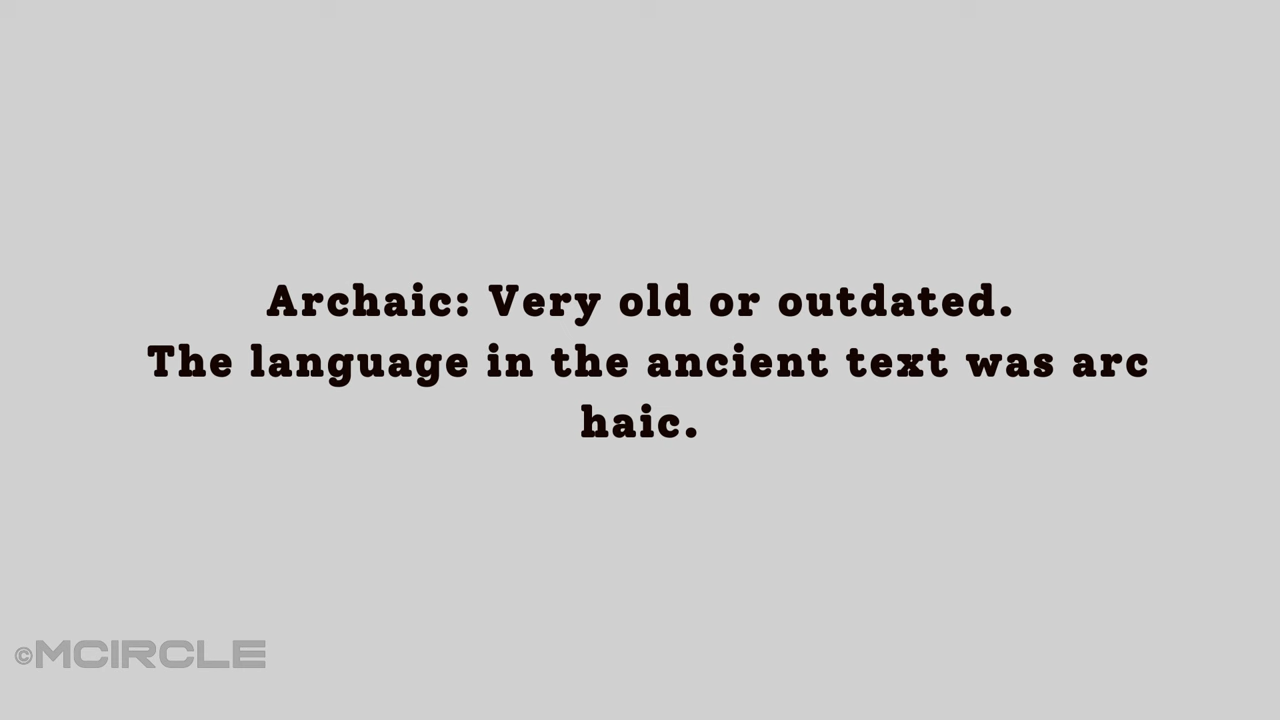 Archaic: Very old or outdated.
The language in the ancient text was arc
haic.
©MCIRCLE